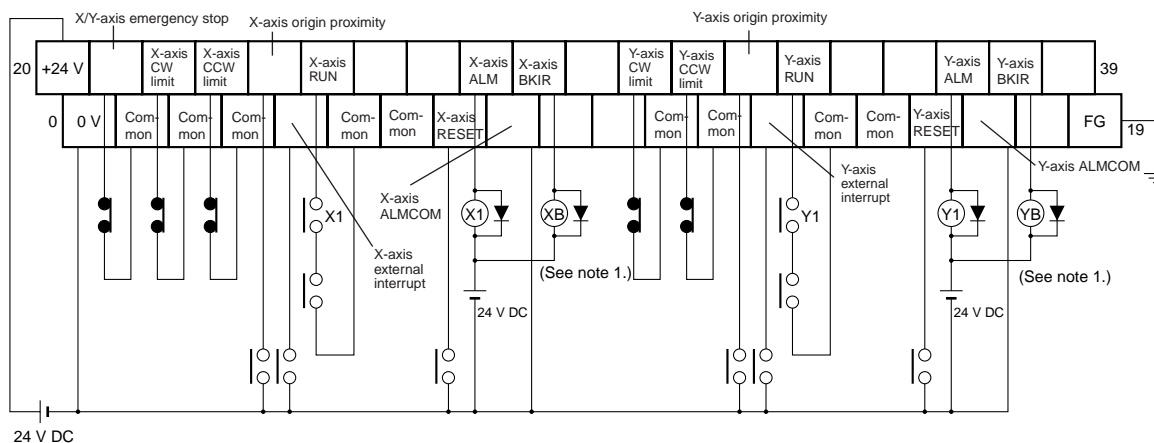 X/Y-axis emergency stop
X-axis origin proximity
Y-axis origin proximity
20
+24 V
X-axis
CW
limit
X-axis
CCW
limit
X-axis
RUN
X-axis
ALM
X-axis
BKIR
Y-axis
CW
limit
Y-axis
CCW
limit
Y-axis
RUN
Y-axis
ALM
Y-axis
BKIR
39
0
0 V
Com-
mon
Com-
mon
Com-
mon
Com-
mon
Com-
mon
X-axis
RESET
Com-
mon
Com-
mon
Com-
mon
Com-
mon
Y-axis
RESET
FG
19
X-axis
ALMCOM
Y-axis
external
interrupt
Y-axis ALMCOM
X1
X1
XB
Y1
Y1
YB
X-axis
external
interrupt
(See note 1.)
(See note 1.)
24 V DC
24 V DC
24 V DC